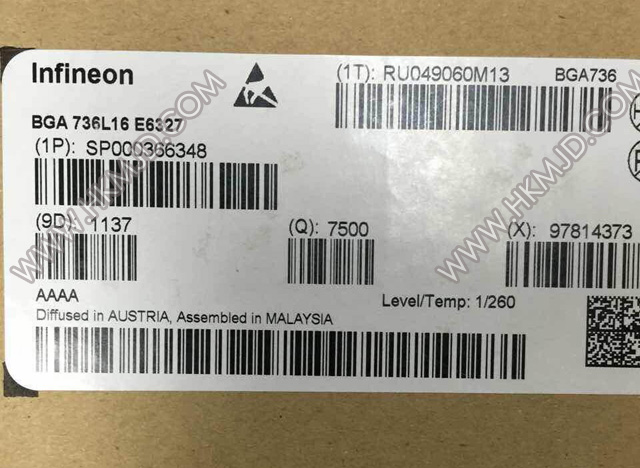 Infineon
(1T): RU049060M13 BGA736
BGA 736L16 E6327
(1P): SP000366348
(9D): 1137
(Q): 7500
(X): 97814373
AAAA
Level/Temp: 1/260
Diffused in AUSTRIA, Assembled in MALAYSIA
WWW.HKMJD.COM
WWW.HKMJD.COM